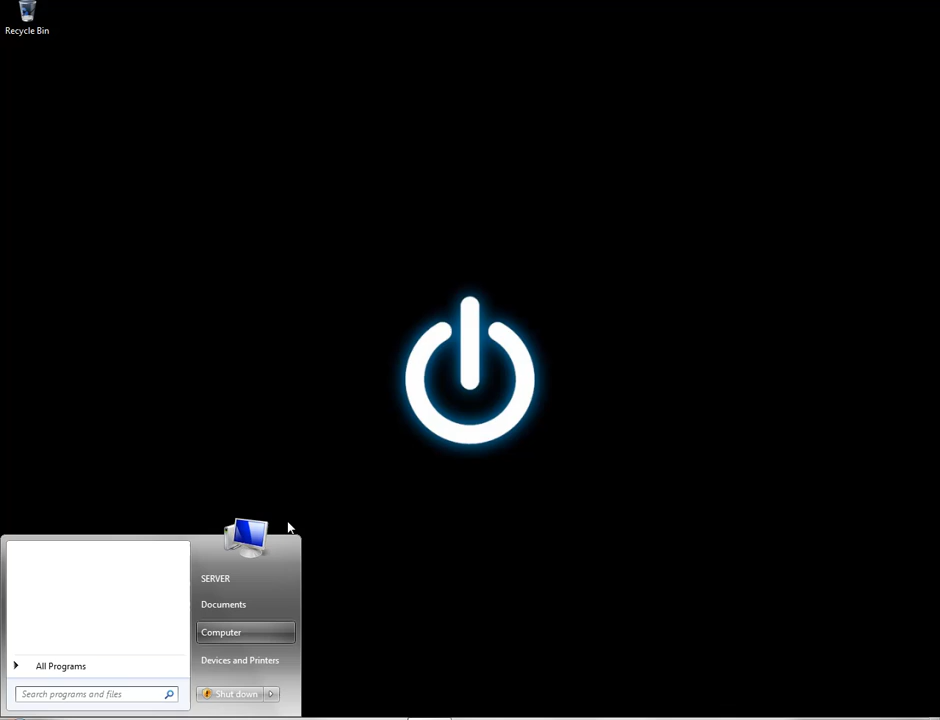 Recycle Bin
SERVER
Documents
Computer
Devices and Printers
All Programs
Search programs and files
Shut down